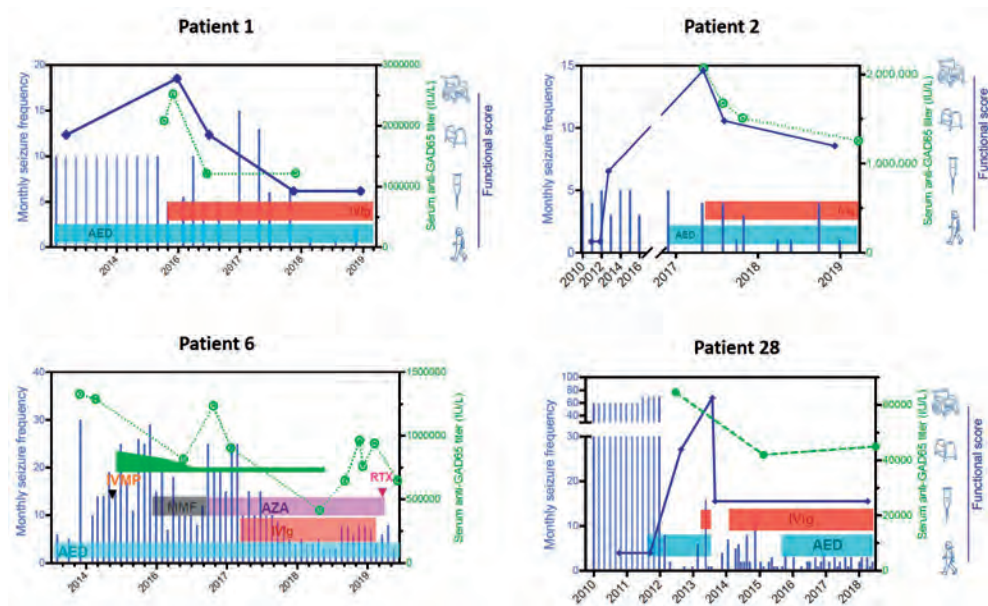 Patient 1
Monthly seizure frequency
20
15
10
5
0
AED
IVIg
2014
2016
2017
2018
2019
3000000
2000000
1000000
0
Serum anti-GAD65 titer (IU/L)
Functional score
Patient 2
Monthly seizure frequency
15
10
5
0
AED
IVIg
2010
2012
2014
2016
2017
2018
2019
2,000,000
1,000,000
0
Serum anti-GAD65 titer (IU/L)
Functional score
Patient 6
Monthly seizure frequency
40
30
20
10
0
IVMP
MMF
AZA
RTX
IVIg
AED
2014
2016
2017
2018
2019
1500000
1000000
500000
0
Serum anti-GAD65 titer (IU/L)
Patient 28
Monthly seizure frequency
100
80
60
40
30
20
10
0
IVIg
AED
2010
2011
2012
2013
2014
2015
2016
2017
2018
60000
40000
20000
0
Serum anti-GAD65 titer (IU/L)
Functional score